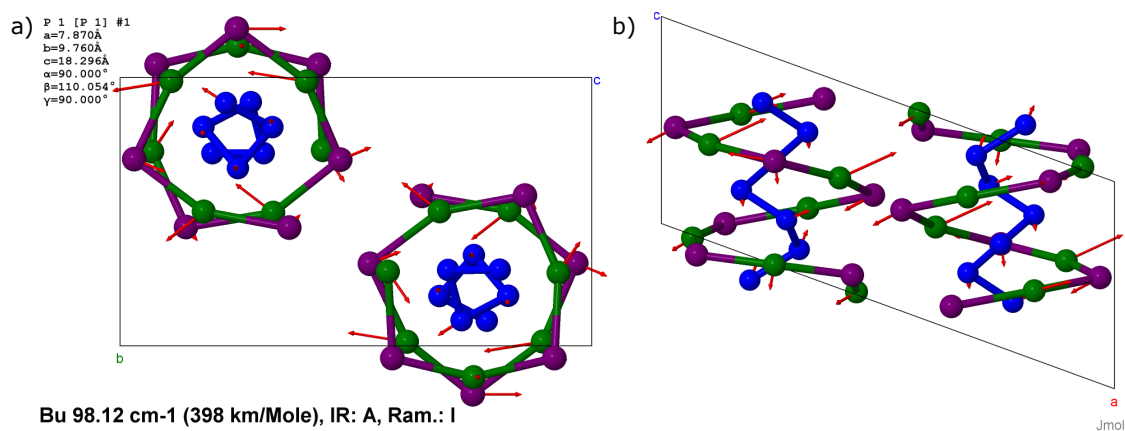 a)
P 1 [P 1] #1
a=7.870Å
b=9.760Å
c=18.296Å
α=90.000°
β=110.054°
γ=90.000°
c
b
Bu 98.12 cm-1 (398 km/Mole), IR: A, Ram.: I
b)
c
a
Jmol